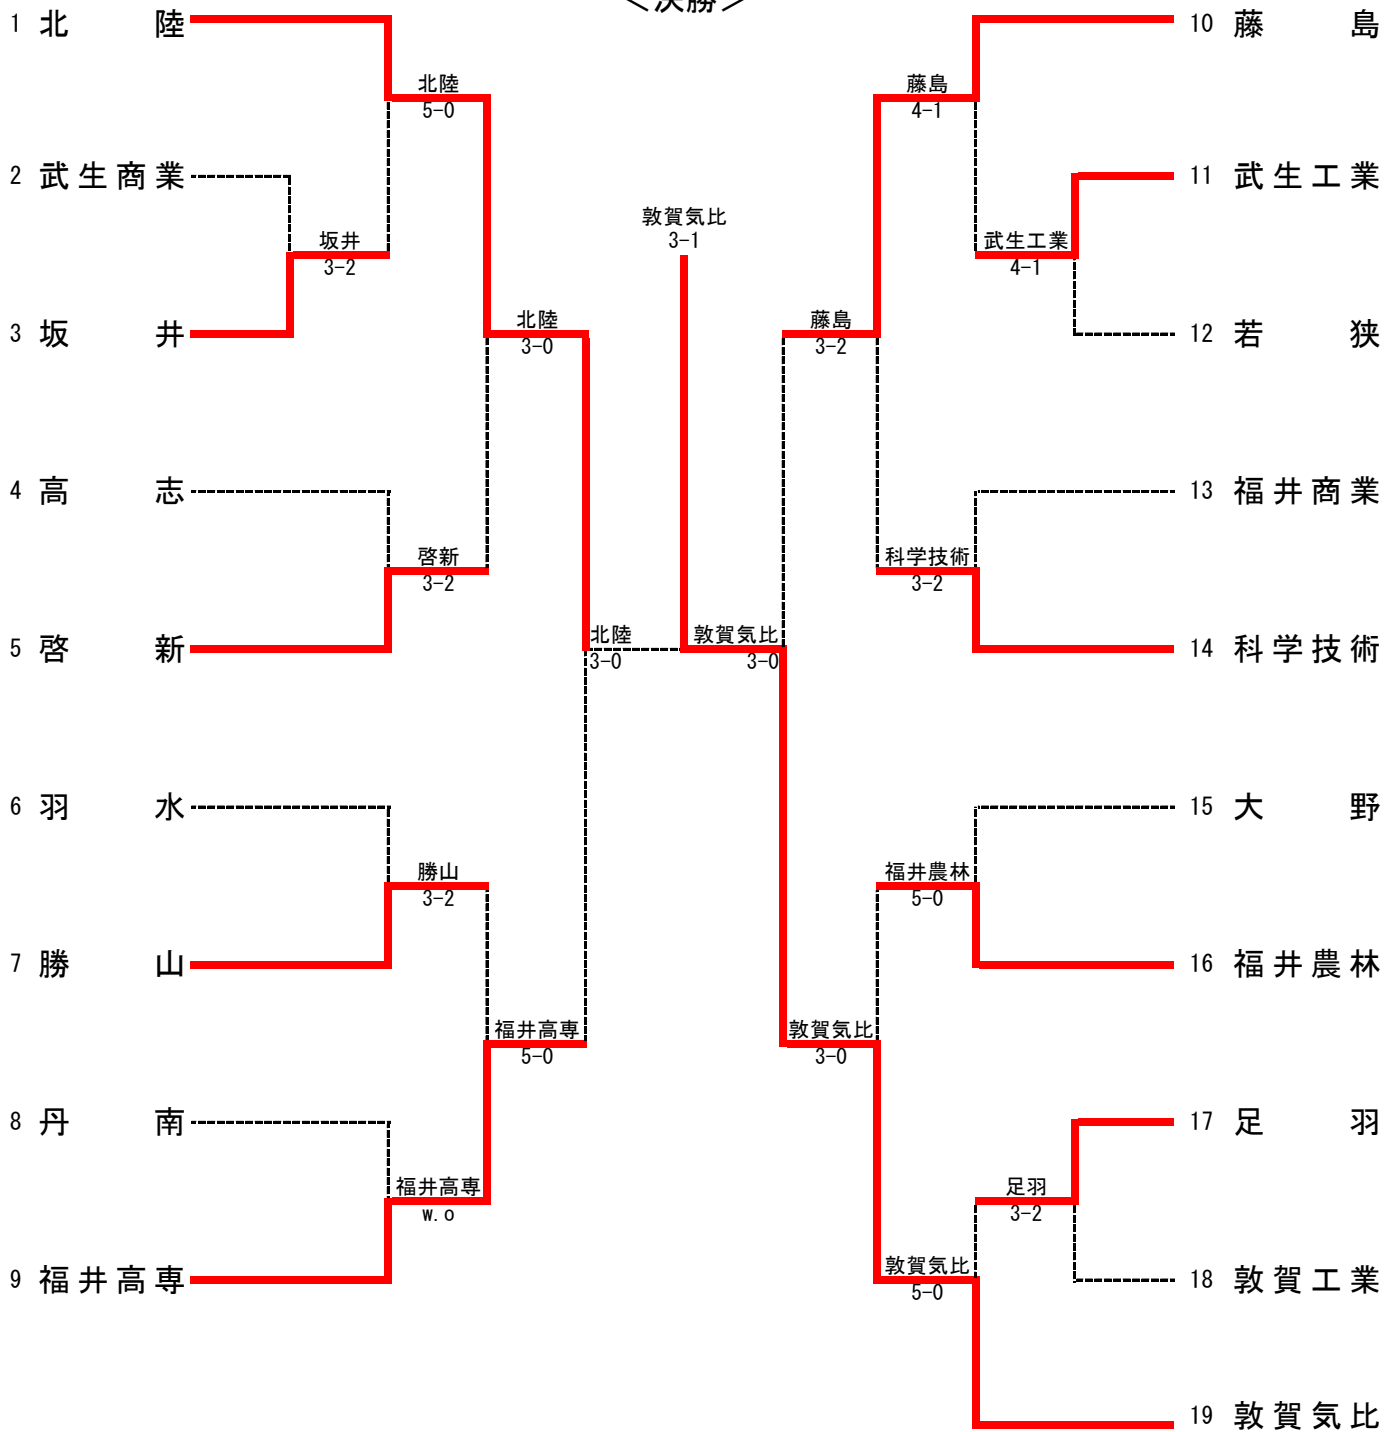 ＜決勝＞
1 北陸
北陸
5-0
2 武生商業
坂井
3-2
3 坂井
北陸
3-0
4 高志
啓新
3-2
5 啓新
北陸
3-0
6 羽水
勝山
3-2
7 勝山
福井高専
5-0
8 丹南
福井高専
w.o
9 福井高専
敦賀気比
3-1
敦賀気比
3-0
10 藤島
藤島
4-1
11 武生工業
武生工業
4-1
12 若狭
藤島
3-2
13 福井商業
科学技術
3-2
14 科学技術
15 大野
福井農林
5-0
16 福井農林
敦賀気比
3-0
17 足羽
足羽
3-2
18 敦賀工業
敦賀気比
5-0
19 敦賀気比